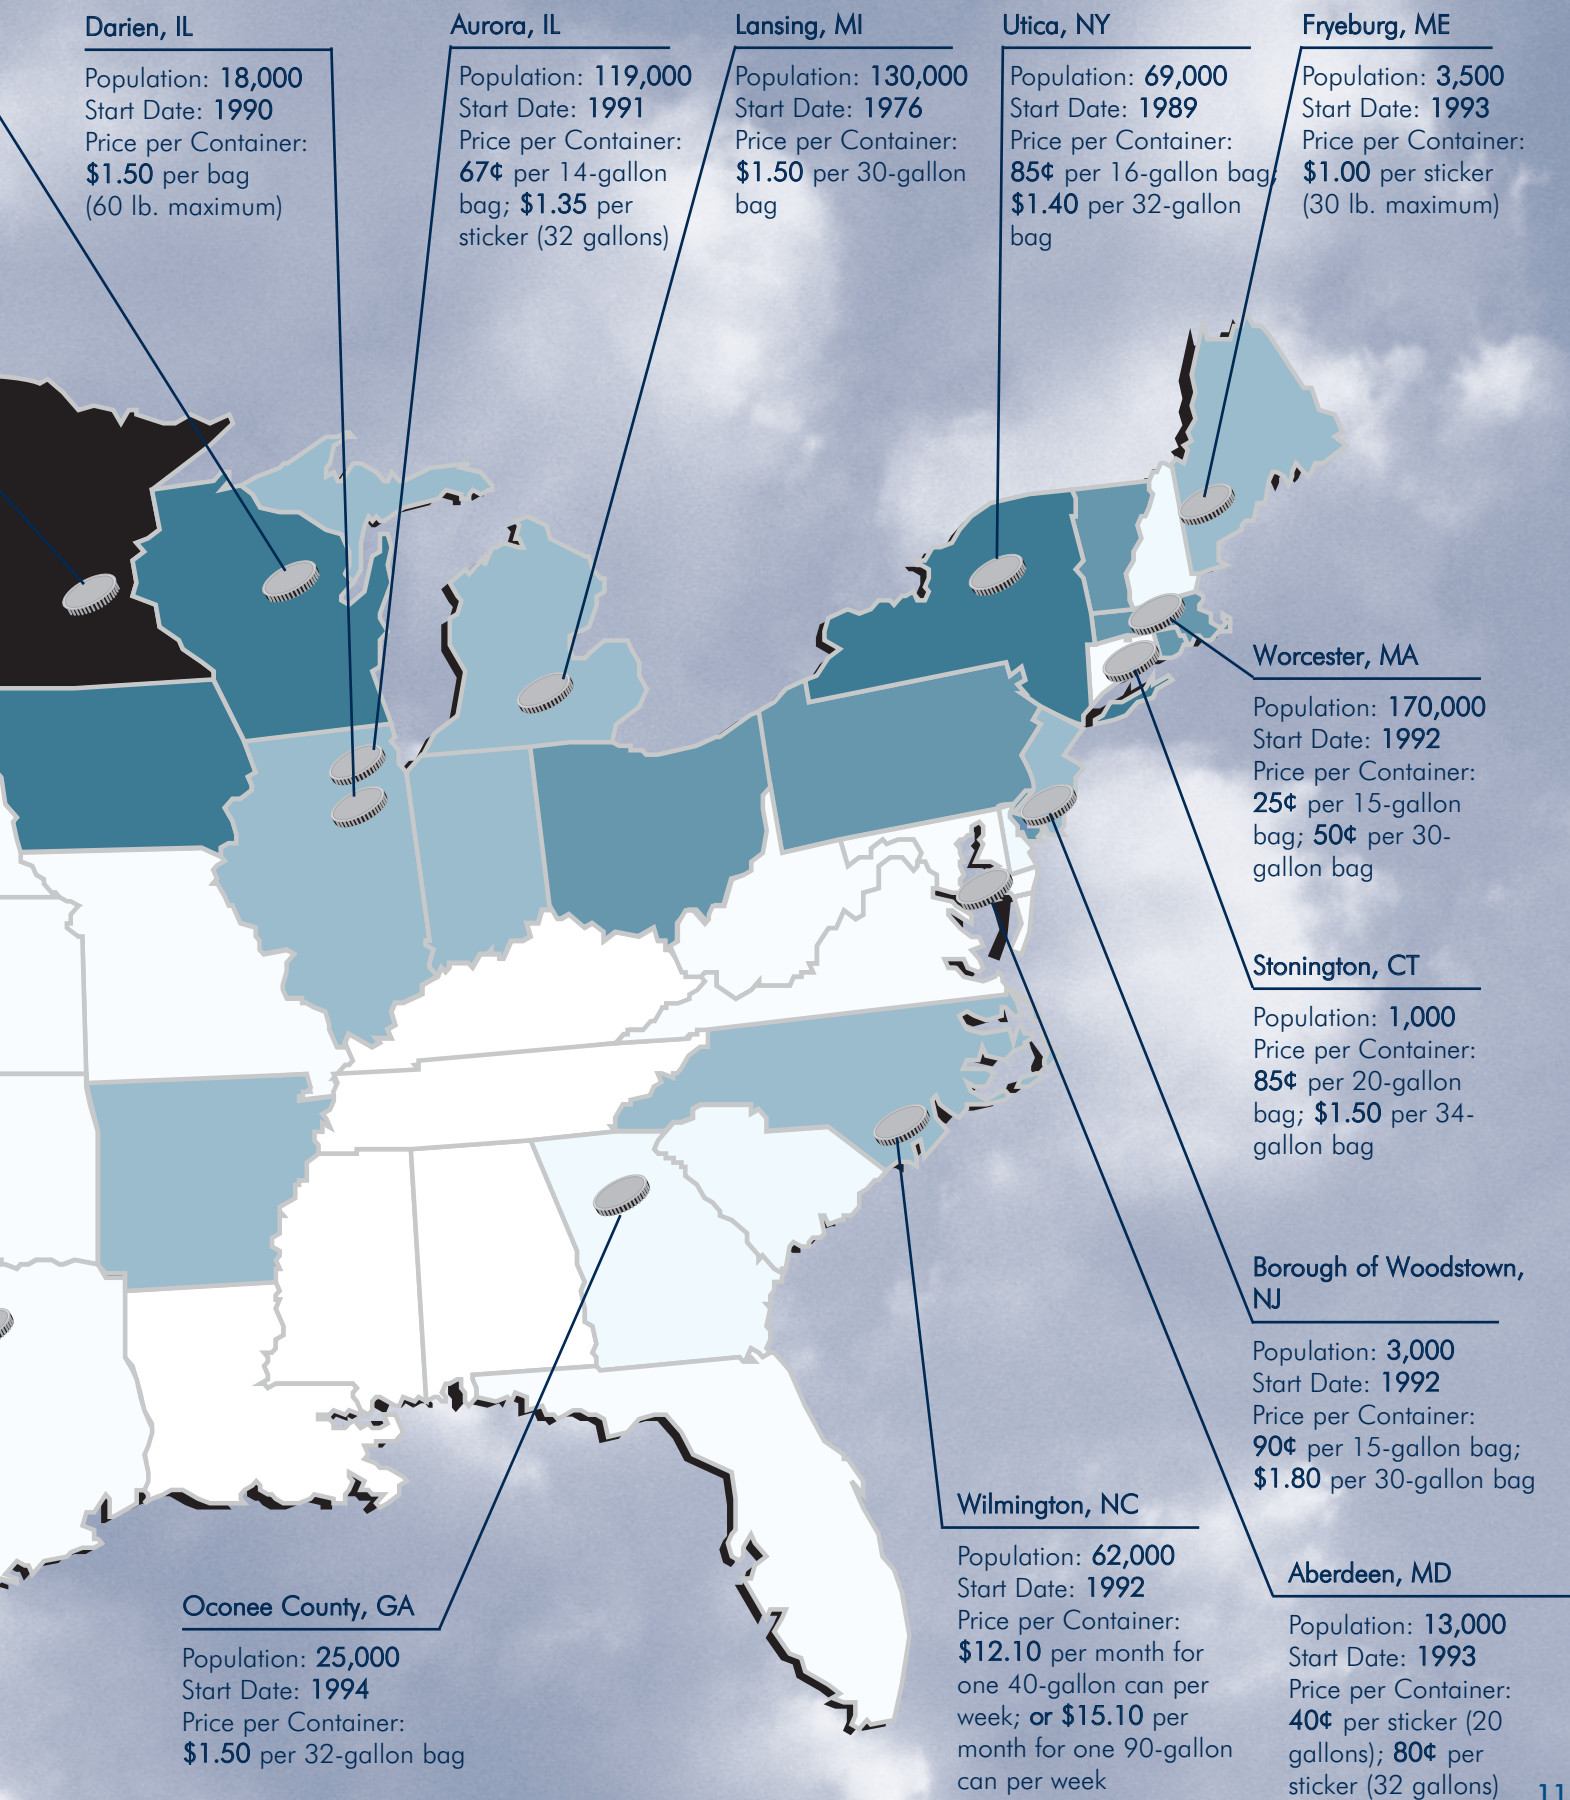 Darien, IL
Population: 18,000
Start Date: 1990
Price per Container:
$1.50 per bag
(60 lb. maximum)
Aurora, IL
Population: 119,000
Start Date: 1991
Price per Container:
67¢ per 14-gallon
bag; $1.35 per
sticker (32 gallons)
Lansing, MI
Population: 130,000
Start Date: 1976
Price per Container:
$1.50 per 30-gallon
bag
Utica, NY
Population: 69,000
Start Date: 1989
Price per Container:
85¢ per 16-gallon bag;
$1.40 per 32-gallon
bag
Fryeburg, ME
Population: 3,500
Start Date: 1993
Price per Container:
$1.00 per sticker
(30 lb. maximum)
Worcester, MA
Population: 170,000
Start Date: 1992
Price per Container:
25¢ per 15-gallon
bag; 50¢ per 30-
gallon bag
Stonington, CT
Population: 1,000
Price per Container:
85¢ per 20-gallon
bag; $1.50 per 34-
gallon bag
Borough of Woodstown,
NJ
Population: 3,000
Start Date: 1992
Price per Container:
90¢ per 15-gallon bag;
$1.80 per 30-gallon bag
Wilmington, NC
Population: 62,000
Start Date: 1992
Price per Container:
$12.10 per month for
one 40-gallon can per
week; or $15.10 per
month for one 90-gallon
can per week
Aberdeen, MD
Population: 13,000
Start Date: 1993
Price per Container:
40¢ per sticker (20
gallons); 80¢ per
sticker (32 gallons)
Oconee County, GA
Population: 25,000
Start Date: 1994
Price per Container:
$1.50 per 32-gallon bag
11